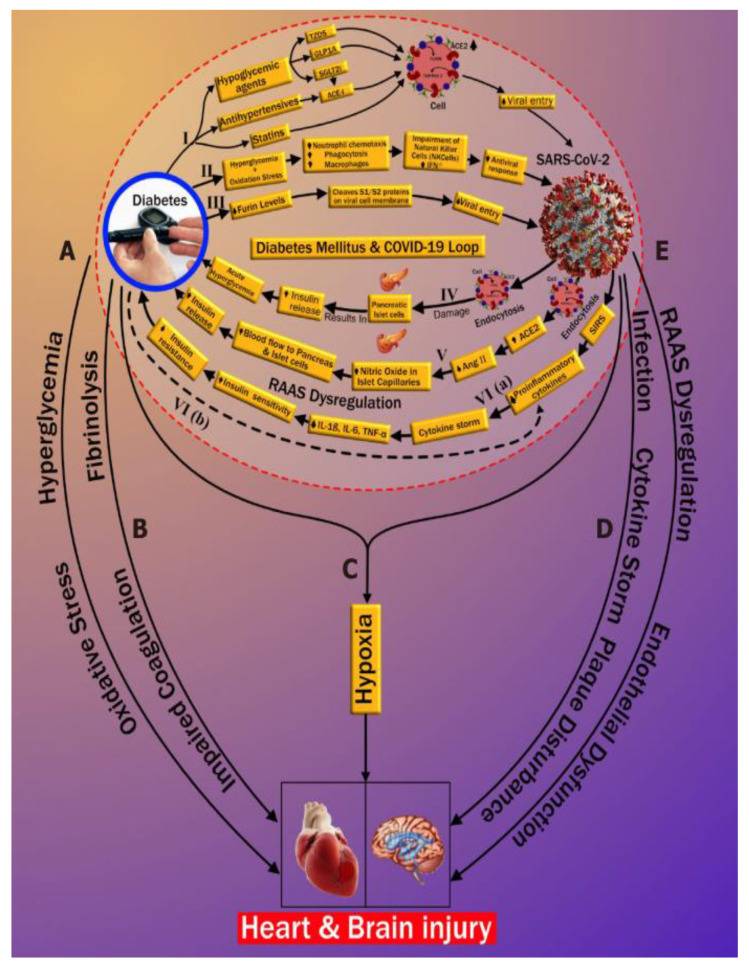 TZDS
GLP1A
SGLT2i
ACE-I
Hypoglycemic
agents
Antihypertensives
Statins
I
ACE2
Cell
Viral entry
SARS-CoV-2
II
Hyperglycemia
+
Oxidation Stress
Neutrophil chemotaxis
Phagocytosis
Macrophages
Impairment of
Natural Killer
Cells (NKCells)
IFN
Antiviral
response
Diabetes
III
Furin Levels
Cleaves S1/S2 proteins
on viral cell membrane
Viral entry
A
Diabetes Mellitus & COVID-19 Loop
E
Acute
Hyperglycemia
Insulin
release
Results In
Pancreatic
Islet cells
IV
Damage
Cell
Endocytosis
Cell
Endocytosis
Insulin
release
Blood flow to Pancreas
& Islet cells
Nitric Oxide in
Islet Capillaries
V
Ang II
ACE2
SIRS
RAAS Dysregulation
Insulin
resistance
Insulin sensitivity
IL-1ß, IL-6, TNF-α
Cytokine storm
VI (a)
Proinflammatory
cytokines
VI (b)
Hyperglycemia
Oxidative Stress
Fibrinolysis
Impaired Coagulation
B
C
D
Hypoxia
Infection
Cytokine Storm
Plaque Disturbance
RAAS Dysregulation
Endothelial Dysfunction
Heart & Brain injury